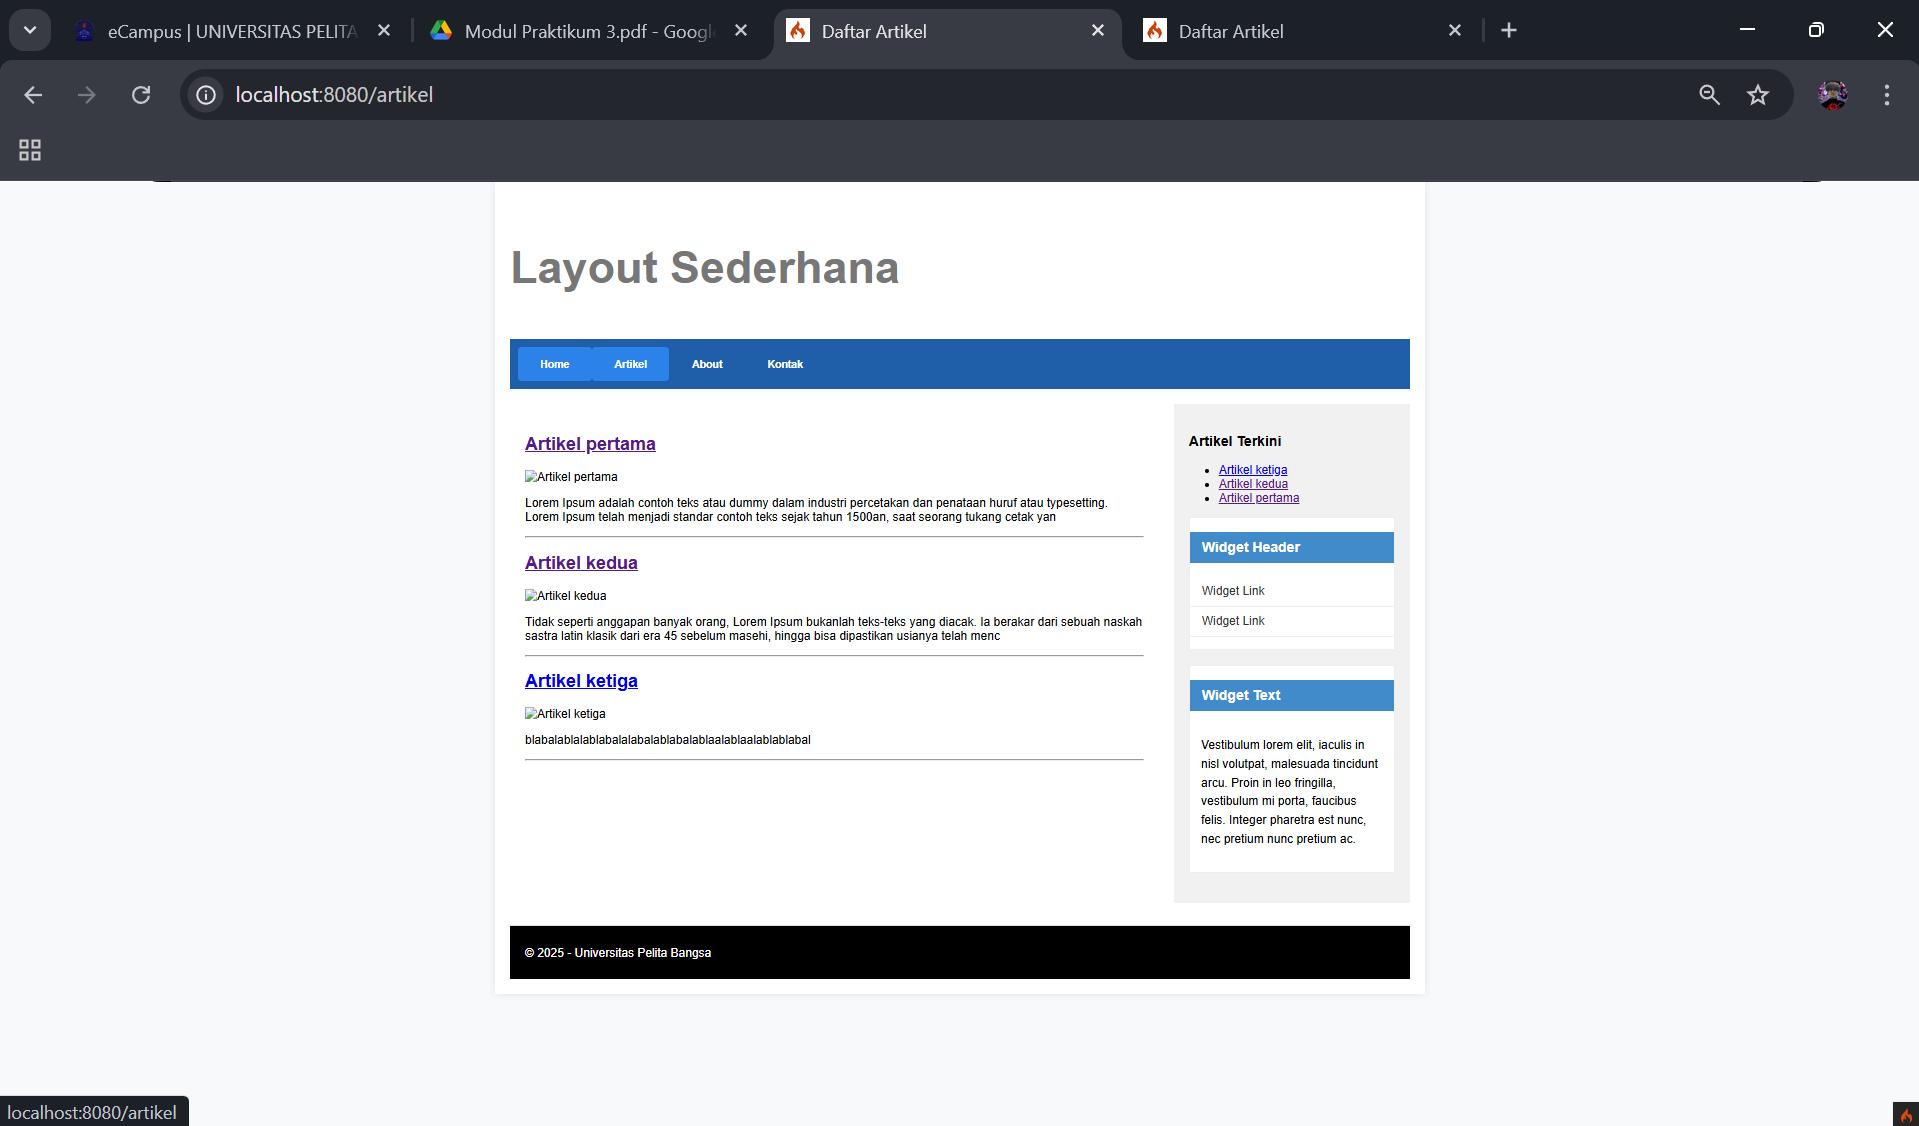 eCampus | UNIVERSITAS PELITA
Modul Praktikum 3.pdf - Googl
Daftar Artikel
Daftar Artikel
localhost:8080/artikel
Layout Sederhana
Home
Artikel
About
Kontak
Artikel pertama
Artikel pertama
Lorem Ipsum adalah contoh teks atau dummy dalam industri percetakan dan penataan huruf atau typesetting.
Lorem Ipsum telah menjadi standar contoh teks sejak tahun 1500an, saat seorang tukang cetak yan
Artikel kedua
Artikel kedua
Tidak seperti anggapan banyak orang, Lorem Ipsum bukanlah teks-teks yang diacak. Ia berakar dari sebuah naskah
sastra latin klasik dari era 45 sebelum masehi, hingga bisa dipastikan usianya telah menc
Artikel ketiga
Artikel ketiga
blabalablalablabalalabalablabalablaalablaalablablabal
Artikel Terkini
Artikel ketiga
Artikel kedua
Artikel pertama
Widget Header
Widget Link
Widget Link
Widget Text
Vestibulum lorem elit, iaculis in
nisl volutpat, malesuada tincidunt
arcu. Proin in leo fringilla,
vestibulum mi porta, faucibus
felis. Integer pharetra est nunc,
nec pretium nunc pretium ac.
© 2025 - Universitas Pelita Bangsa
localhost:8080/artikel